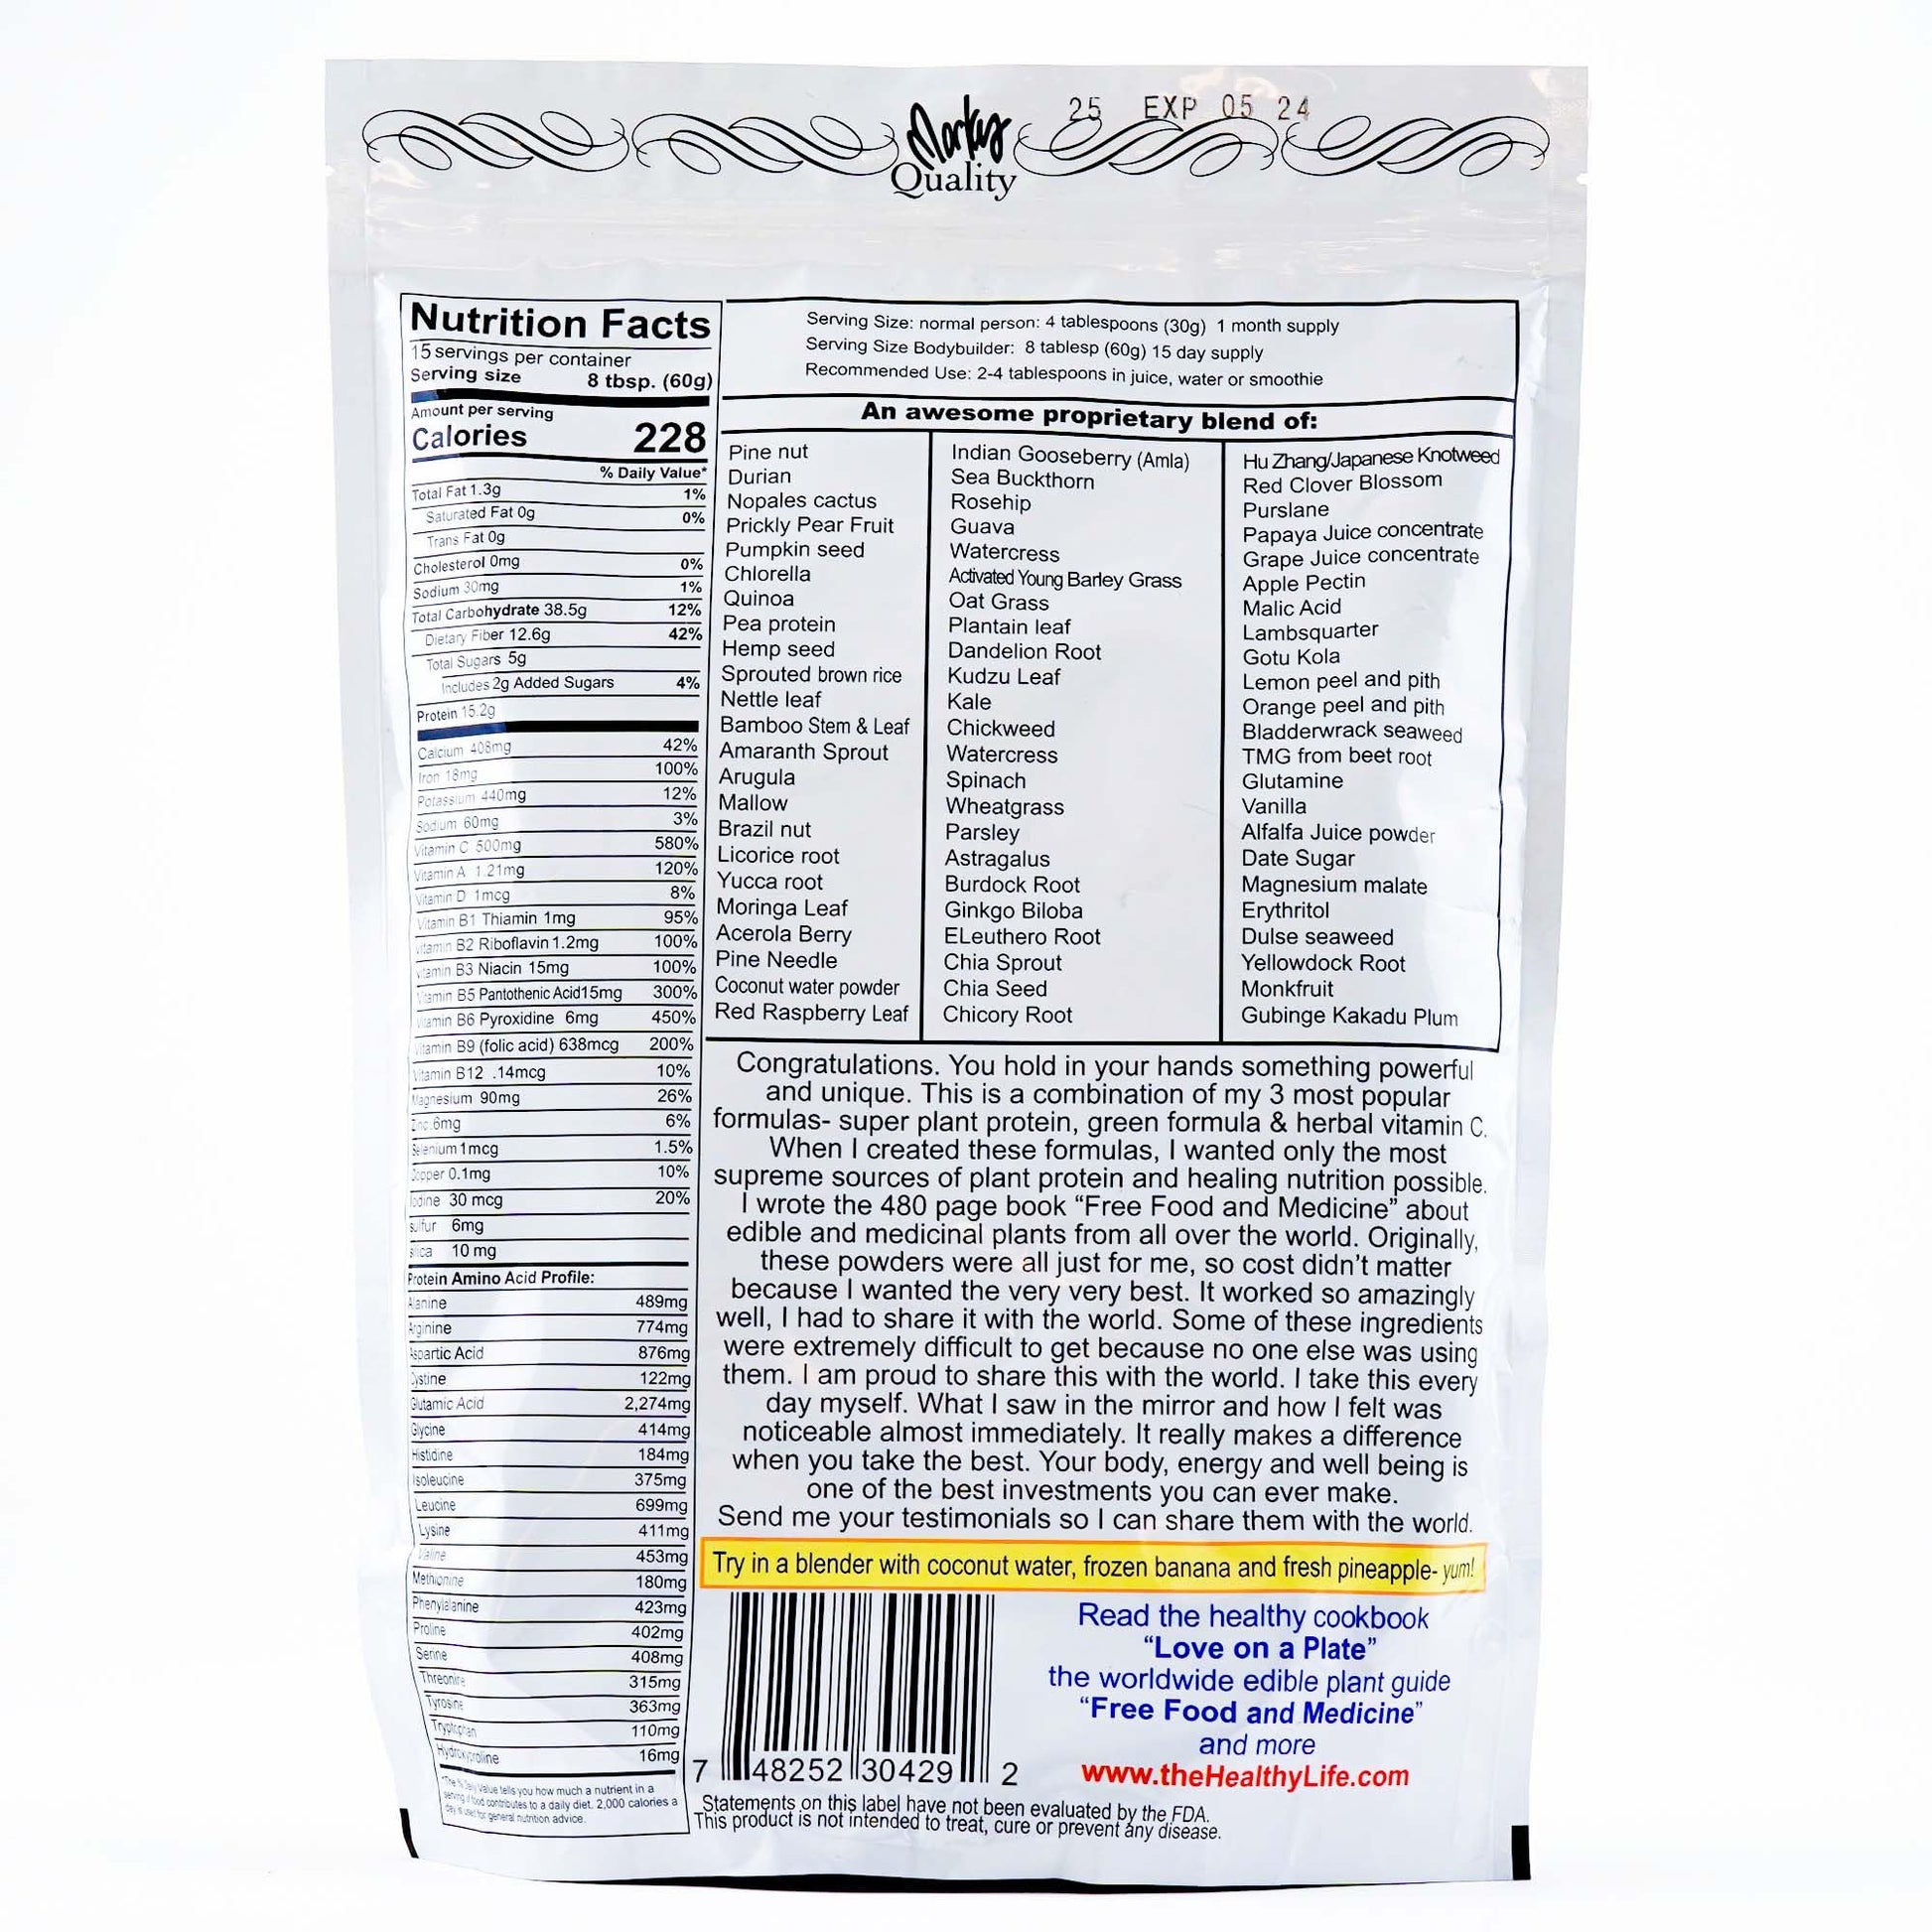 25 EXP 05 24
Markus
Quality
Nutrition Facts
15 servings per container
Serving size 8 tbsp. (60g)
Amount per serving
Calories 228
% Daily Value*
Total Fat 1.3g 1%
Saturated Fat 0g 0%
Trans Fat 0g
Cholesterol 0mg 0%
Sodium 30mg 1%
Total Carbohydrate 38.5g 12%
Dietary Fiber 12.6g 42%
Total Sugars 5g
Includes 2g Added Sugars 4%
Protein 15.2g
Calcium 408mg 42%
Iron 18mg 100%
Potassium 440mg 12%
Sodium 60mg 3%
Vitamin C 500mg 580%
Vitamin A 1.21mg 120%
Vitamin D 1mcg 8%
Vitamin B1 Thiamin 1mg 95%
Vitamin B2 Riboflavin 1.2mg 100%
Vitamin B3 Niacin 15mg 100%
Vitamin B5 Pantothenic Acid15mg 300%
Vitamin B6 Pyroxidine 6mg 450%
Vitamin B9 (folic acid) 638mcg 200%
Vitamin B12 .14mcg 10%
Magnesium 90mg 26%
Zinc .6mg 6%
Selenium 1mcg 1.5%
Copper 0.1mg 10%
Iodine 30 mcg 20%
sulfur 6mg
silica 10 mg
Protein Amino Acid Profile:
Alanine 489mg
Arginine 774mg
Aspartic Acid 876mg
Cystine 122mg
Glutamic Acid 2,274mg
Glycine 414mg
Histidine 184mg
Isoleucine 375mg
Leucine 699mg
Lysine 411mg
Valine 453mg
Methionine 180mg
Phenylalanine 423mg
Proline 402mg
Serine 408mg
Threonine 315mg
Tyrosine 363mg
Tryptophan 110mg
Hydroxyproline 16mg
*The % Daily Value tells you how much a nutrient in a
serving of food contributes to a daily diet. 2,000 calories a
day is used for general nutrition advice.
Serving Size: normal person: 4 tablespoons (30g) 1 month supply
Serving Size Bodybuilder: 8 tablesp (60g) 15 day supply
Recommended Use: 2-4 tablespoons in juice, water or smoothie
An awesome proprietary blend of:
Pine nut
Durian
Nopales cactus
Prickly Pear Fruit
Pumpkin seed
Chlorella
Quinoa
Pea protein
Hemp seed
Sprouted brown rice
Nettle leaf
Bamboo Stem & Leaf
Amaranth Sprout
Arugula
Mallow
Brazil nut
Licorice root
Yucca root
Moringa Leaf
Acerola Berry
Pine Needle
Coconut water powder
Red Raspberry Leaf
Indian Gooseberry (Amla)
Sea Buckthorn
Rosehip
Guava
Watercress
Activated Young Barley Grass
Oat Grass
Plantain leaf
Dandelion Root
Kudzu Leaf
Kale
Chickweed
Watercress
Spinach
Wheatgrass
Parsley
Astragalus
Burdock Root
Ginkgo Biloba
ELeuthero Root
Chia Sprout
Chia Seed
Chicory Root
Hu Zhang/Japanese Knotweed
Red Clover Blossom
Purslane
Papaya Juice concentrate
Grape Juice concentrate
Apple Pectin
Malic Acid
Lambsquarter
Gotu Kola
Lemon peel and pith
Orange peel and pith
Bladderwrack seaweed
TMG from beet root
Glutamine
Vanilla
Alfalfa Juice powder
Date Sugar
Magnesium malate
Erythritol
Dulse seaweed
Yellowdock Root
Monkfruit
Gubinge Kakadu Plum
Congratulations. You hold in your hands something powerful
and unique. This is a combination of my 3 most popular
formulas- super plant protein, green formula & herbal vitamin C.
When I created these formulas, I wanted only the most
supreme sources of plant protein and healing nutrition possible.
I wrote the 480 page book “Free Food and Medicine” about
edible and medicinal plants from all over the world. Originally,
these powders were all just for me, so cost didn’t matter
because I wanted the very very best. It worked so amazingly
well, I had to share it with the world. Some of these ingredients
were extremely difficult to get because no one else was using
them. I am proud to share this with the world. I take this every
day myself. What I saw in the mirror and how I felt was
noticeable almost immediately. It really makes a difference
when you take the best. Your body, energy and well being is
one of the best investments you can ever make.
Send me your testimonials so I can share them with the world.
Try in a blender with coconut water, frozen banana and fresh pineapple- yum!
7 48252 30429 2
Read the healthy cookbook
“Love on a Plate”
the worldwide edible plant guide
“Free Food and Medicine”
and more
www.theHealthyLife.com
Statements on this label have not been evaluated by the FDA.
This product is not intended to treat, cure or prevent any disease.